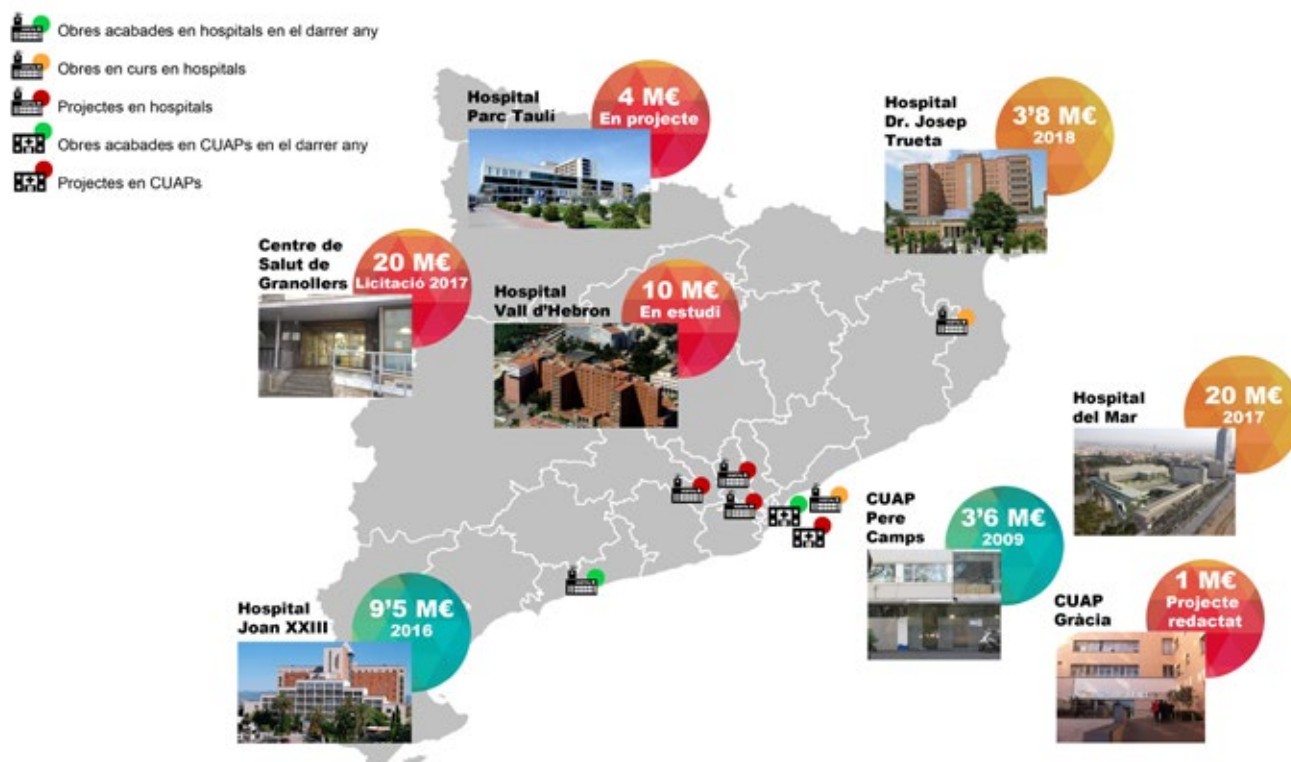 Obres acabades en hospitals en el darrer any
Obres en curs en hospitals
Projectes en hospitals
Obres acabades en CUAPs en el darrer any
Projectes en CUAPs
Hospital
Parc Taulí
4 M€
En projecte
Hospital
Dr. Josep
Trueta
3'8 M€
2018
Centre de
Salut de
Granollers
20 M€
Licitació 2017
Hospital
Vall d'Hebron
10 M€
En estudi
Hospital
del Mar
20 M€
2017
CUAP
Pere
Camps
3'6 M€
2009
Hospital
Joan XXIII
9'5 M€
2016
CUAP
Gràcia
1 M€
Projecte
redactat